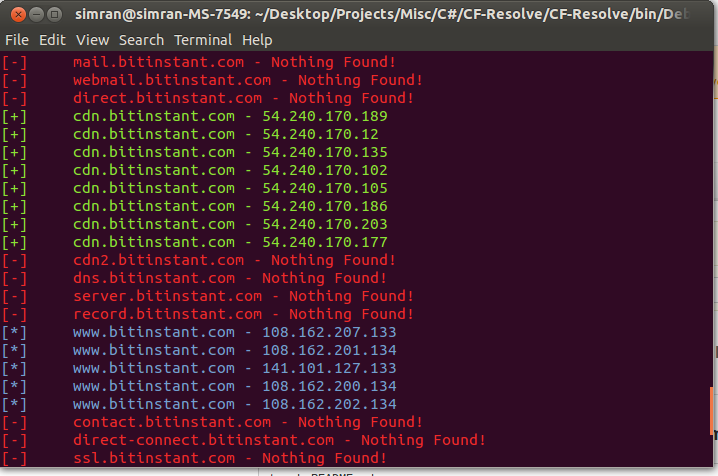 simran@simran-MS-7549: ~/Desktop/Projects/Misc/C#/CF-Resolve/CF-Resolve/bin/Deb
File Edit View Search Terminal Help
[-] mail.bitinstant.com - Nothing Found!
[-] webmail.bitinstant.com - Nothing Found!
[-] direct.bitinstant.com - Nothing Found!
[+] cdn.bitinstant.com - 54.240.170.189
[+] cdn.bitinstant.com - 54.240.170.12
[+] cdn.bitinstant.com - 54.240.170.135
[+] cdn.bitinstant.com - 54.240.170.102
[+] cdn.bitinstant.com - 54.240.170.105
[+] cdn.bitinstant.com - 54.240.170.186
[+] cdn.bitinstant.com - 54.240.170.203
[+] cdn.bitinstant.com - 54.240.170.177
[-] cdn2.bitinstant.com - Nothing Found!
[-] dns.bitinstant.com - Nothing Found!
[-] server.bitinstant.com - Nothing Found!
[-] record.bitinstant.com - Nothing Found!
[*] www.bitinstant.com - 108.162.207.133
[*] www.bitinstant.com - 108.162.201.134
[*] www.bitinstant.com - 141.101.127.133
[*] www.bitinstant.com - 108.162.200.134
[*] www.bitinstant.com - 108.162.202.134
[-] contact.bitinstant.com - Nothing Found!
[-] direct-connect.bitinstant.com - Nothing Found!
[-] ssl.bitinstant.com - Nothing Found!